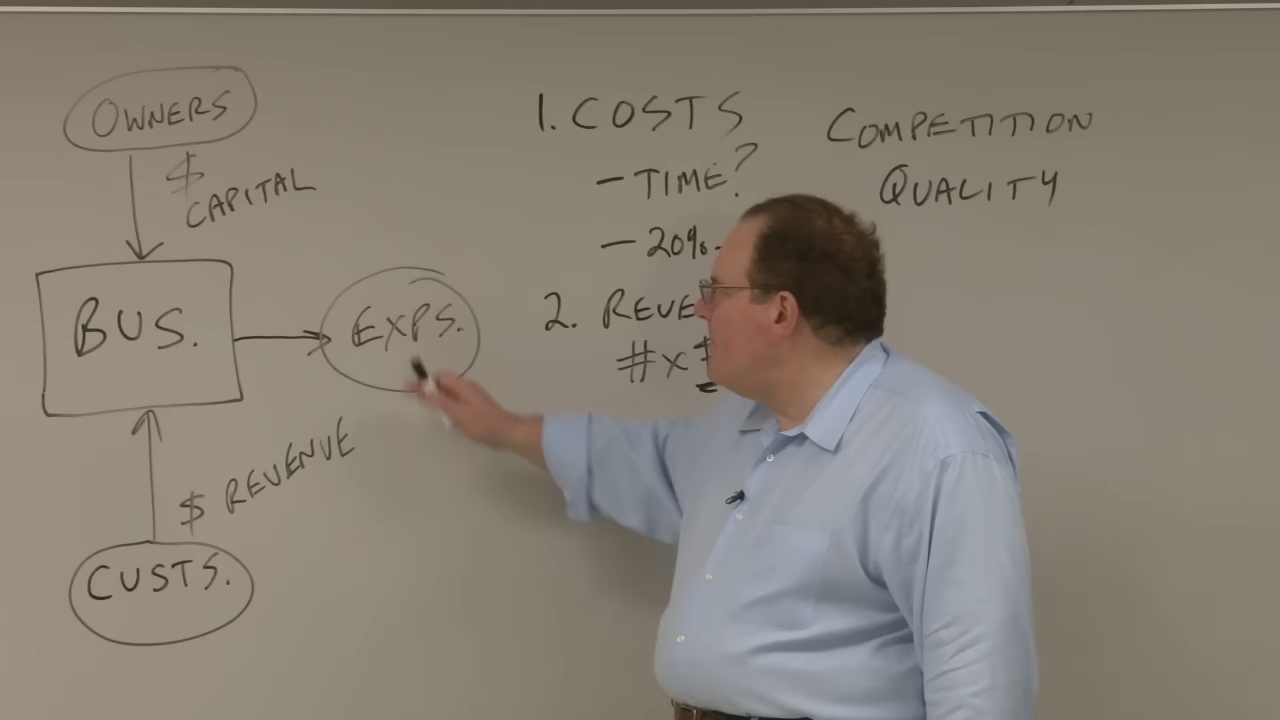 OWNERS
$
CAPITAL
BUS.
EXPS.
$ REVENUE
CUSTS.
1. COSTS
- TIME?
- 20%
2. REVE
# x $
COMPETITION
QUALITY